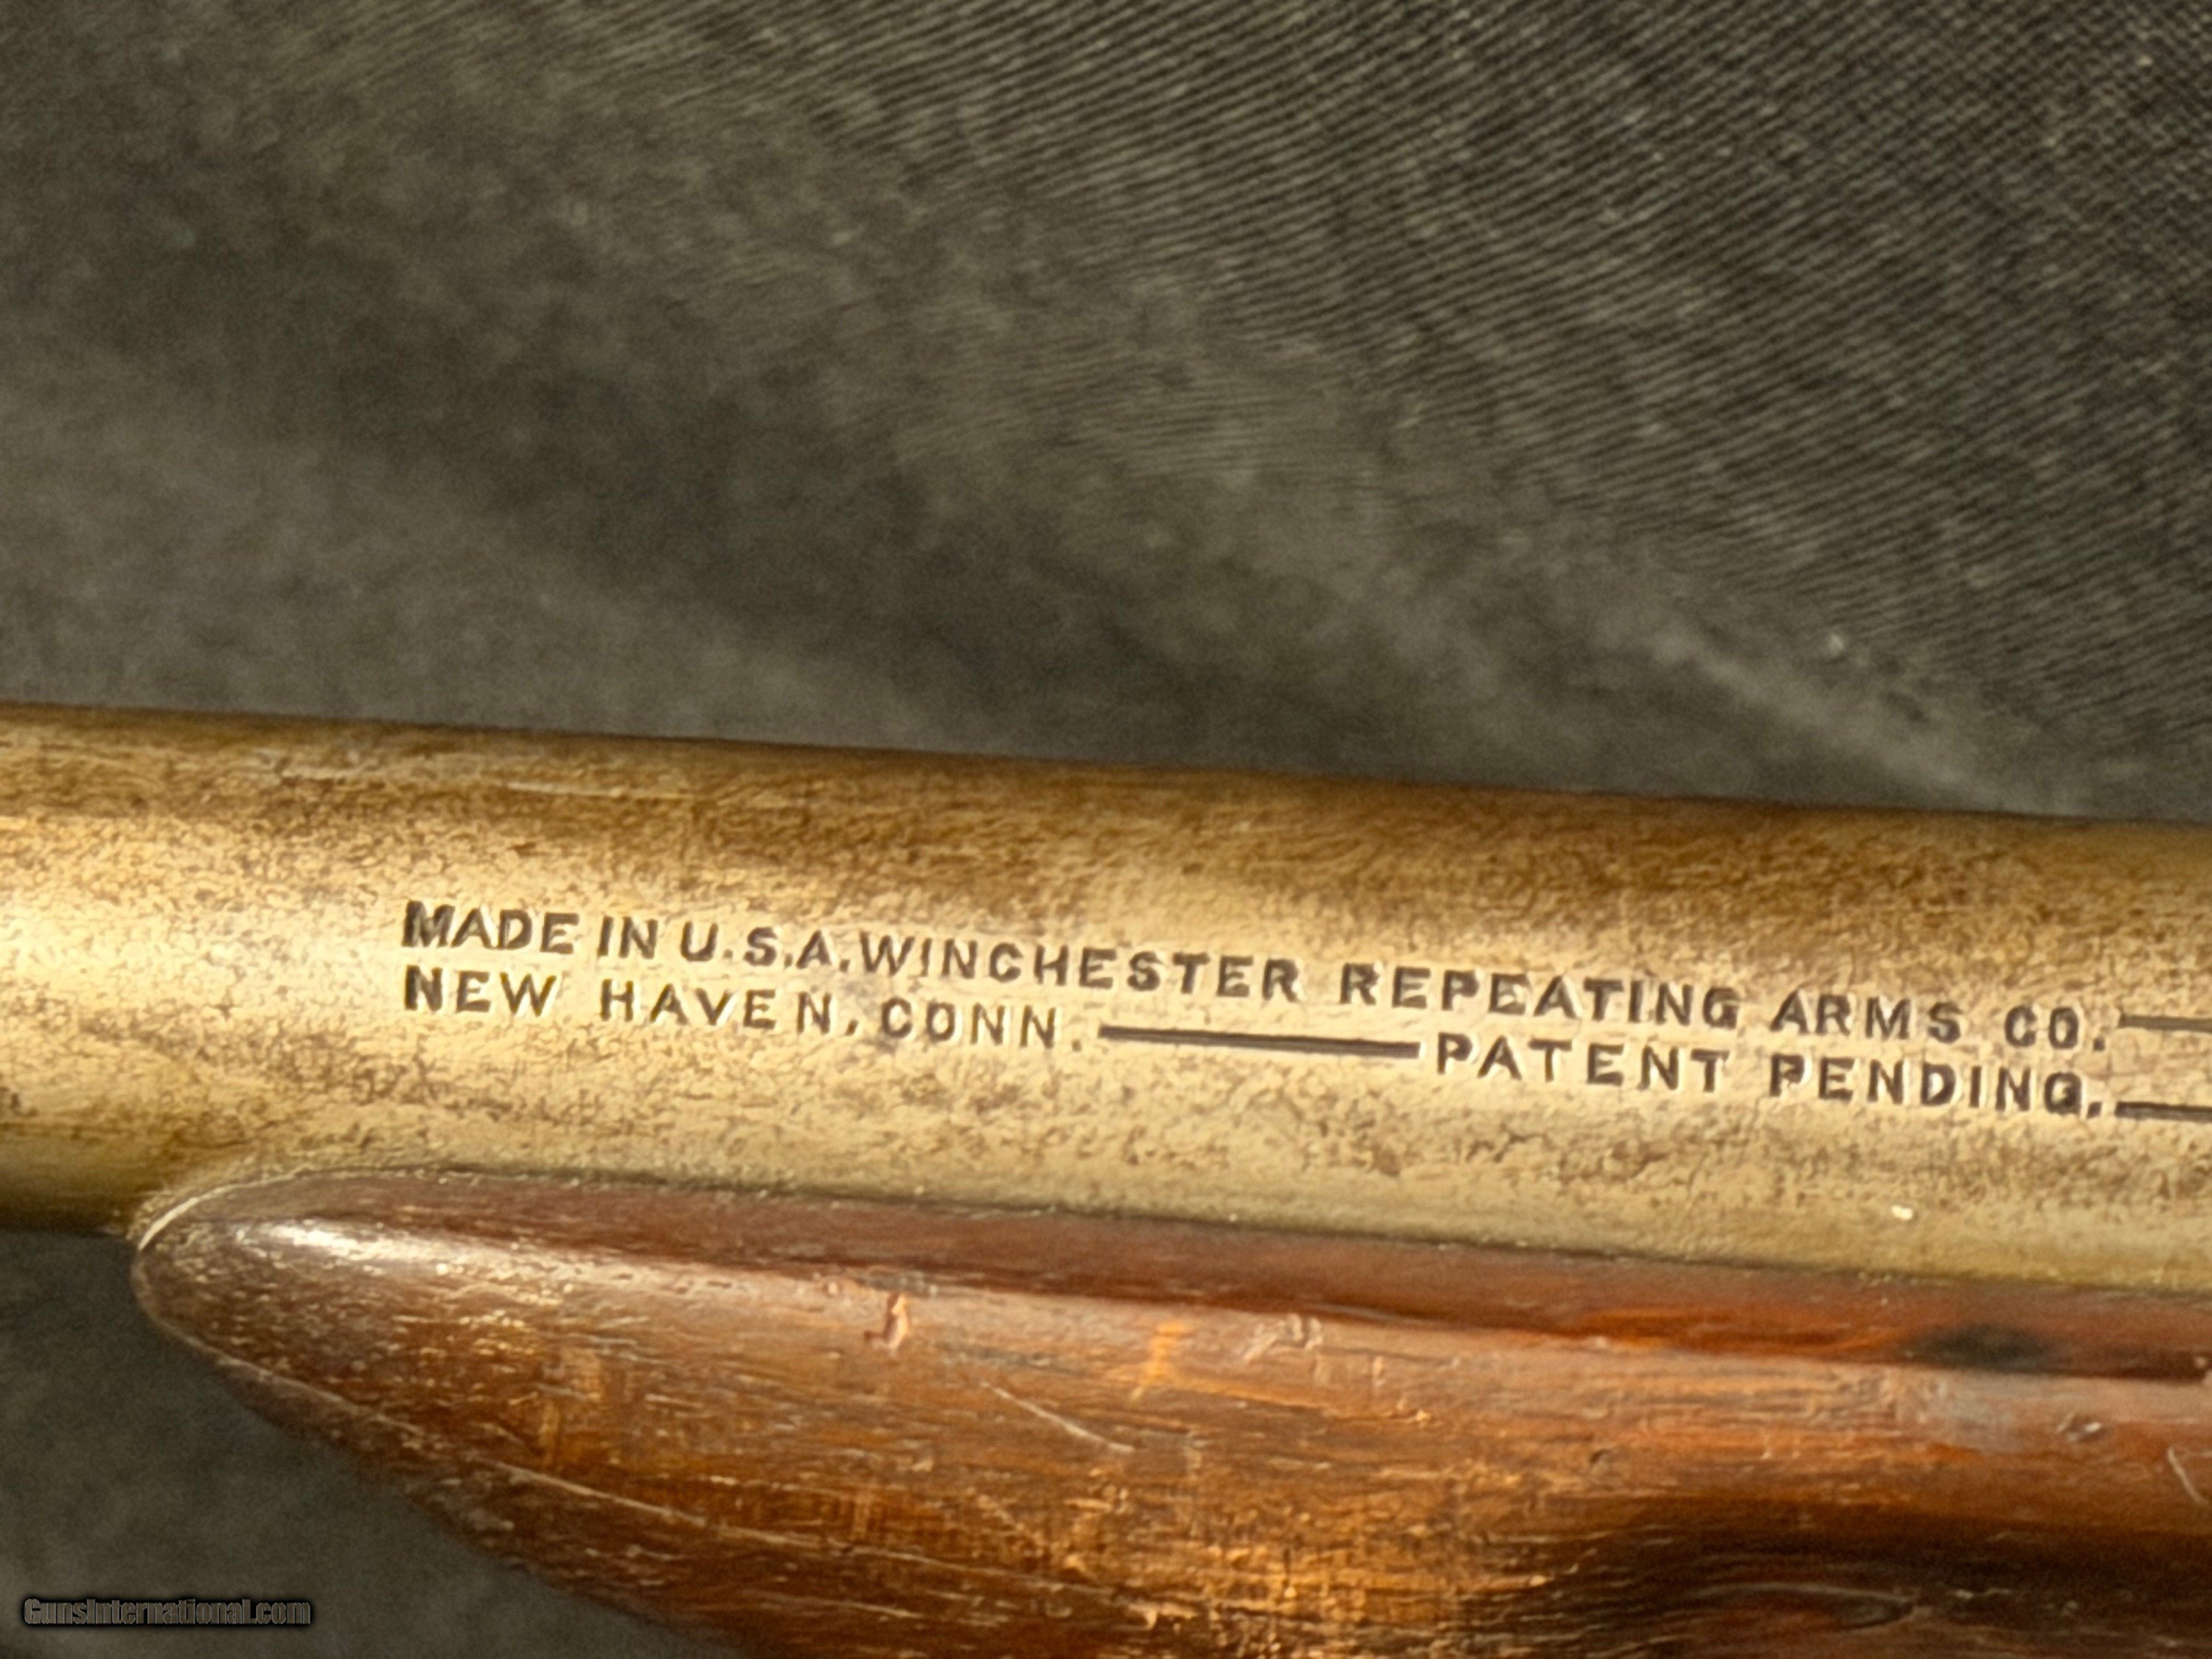 MADE IN U.S.A. WINCHESTER REPEATING ARMS CO.
NEW HAVEN, CONN. PATENT PENDING.
GunsInternational.com